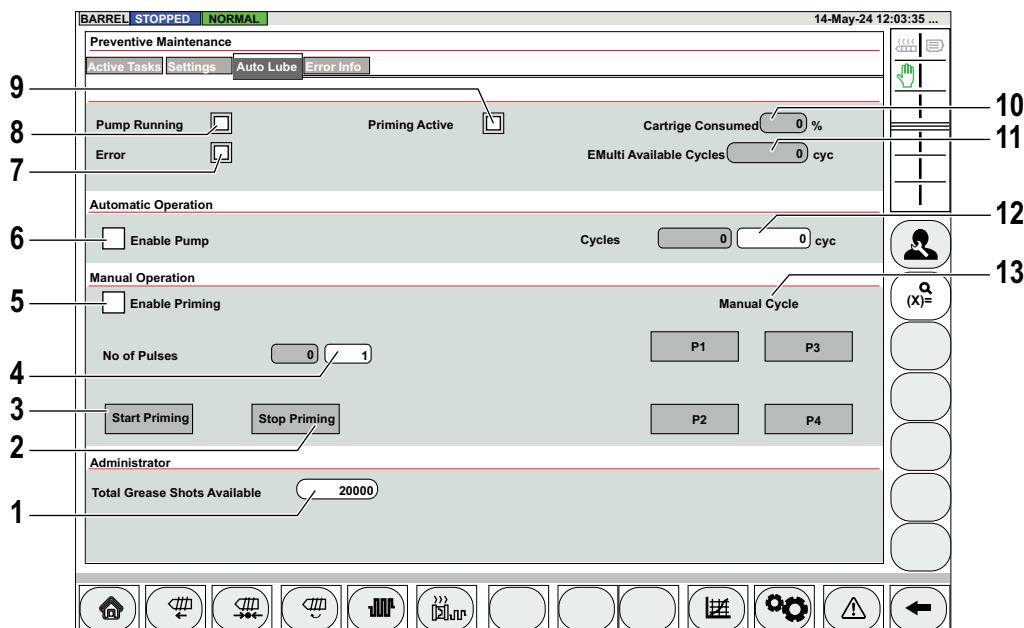 BARREL STOPPED NORMAL 14-May-24 12:03:35 ...
Preventive Maintenance
Active Tasks Settings Auto Lube Error Info
9
Pump Running Priming Active Cartrige Consumed 0 % 10
8
Error EMulti Available Cycles 0 cyc 11
7
Automatic Operation
12
6 Enable Pump Cycles 0 0 cyc
Manual Operation
13
5 Enable Priming Manual Cycle
(X)=
No of Pulses 0 1 P1 P3
4
3 Start Priming Stop Priming P2 P4
2
Administrator
Total Grease Shots Available 20000
1